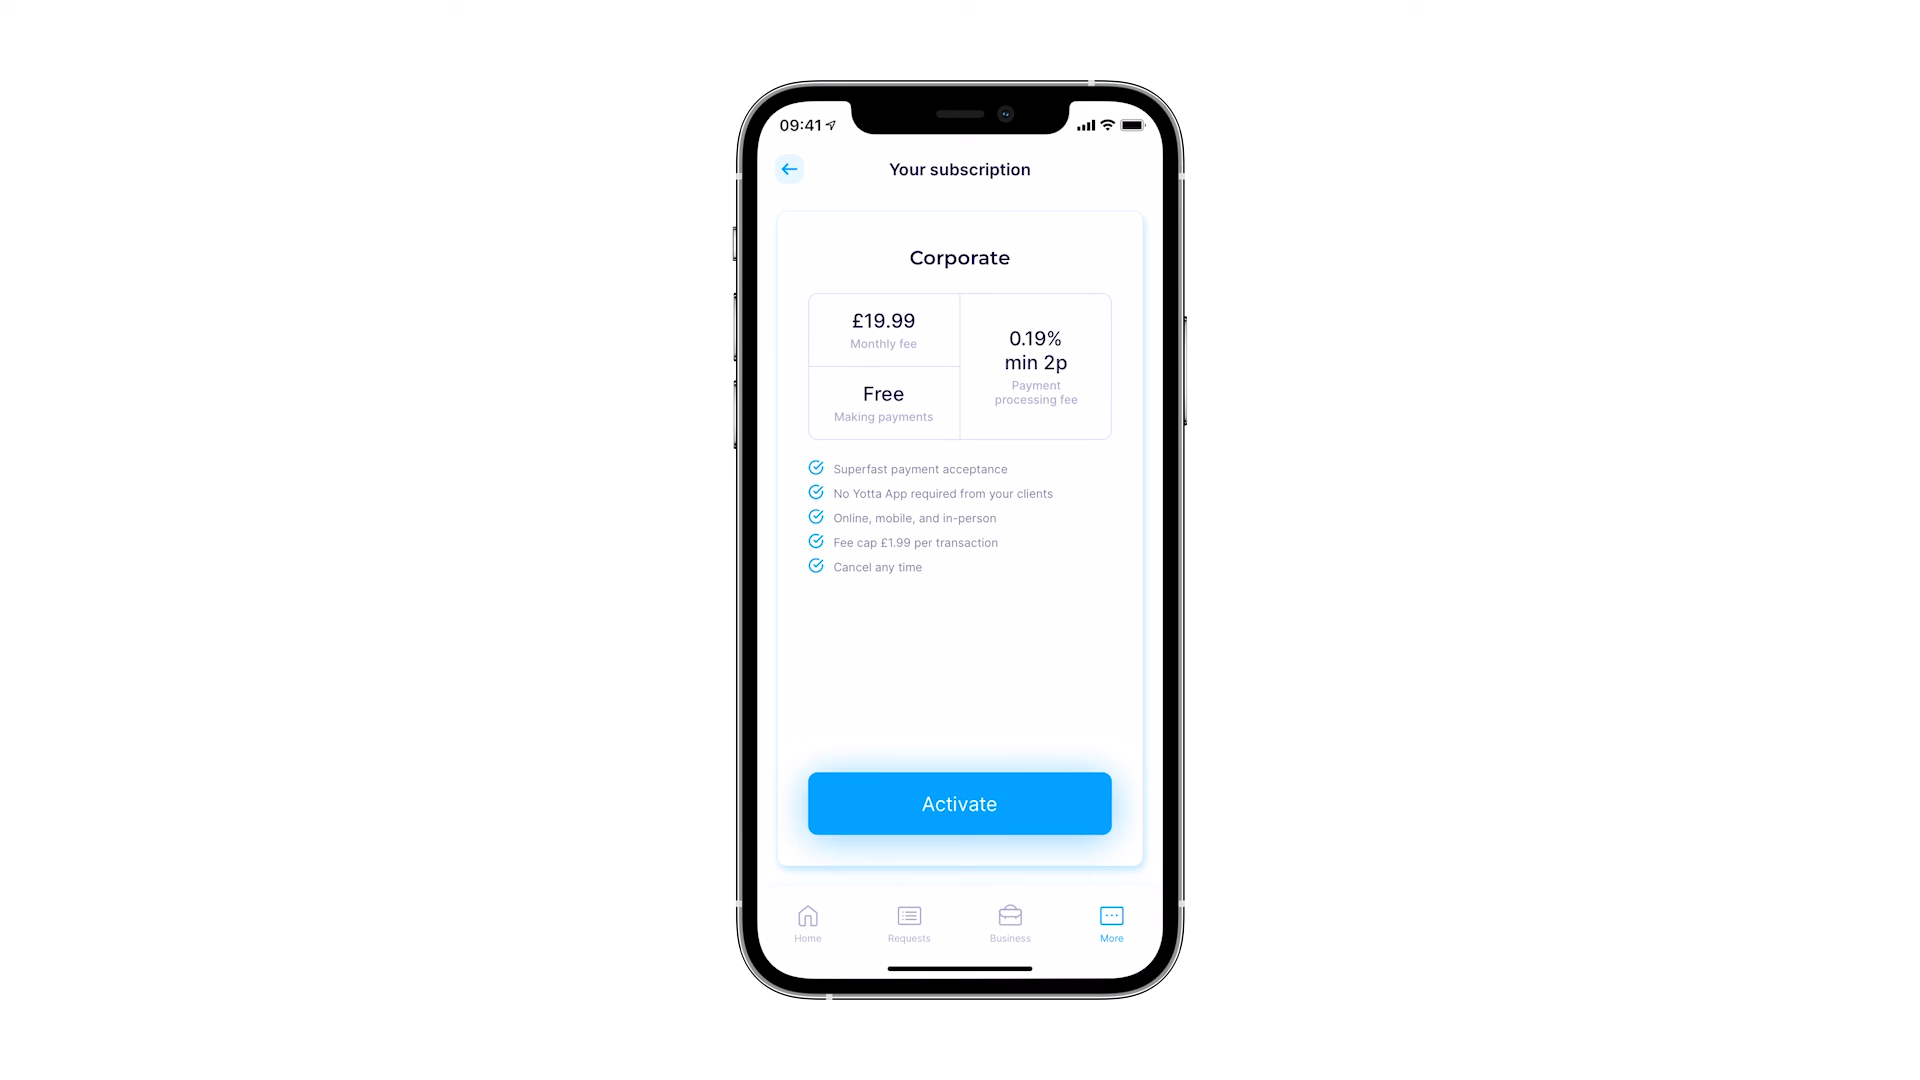 09:41
Your subscription
Corporate
£19.99
Monthly fee
Free
Making payments
0.19%
min 2p
Payment
processing fee
Superfast payment acceptance
No Yotta App required from your clients
Online, mobile, and in-person
Fee cap £1.99 per transaction
Cancel any time
Activate
Home
Requests
Business
More